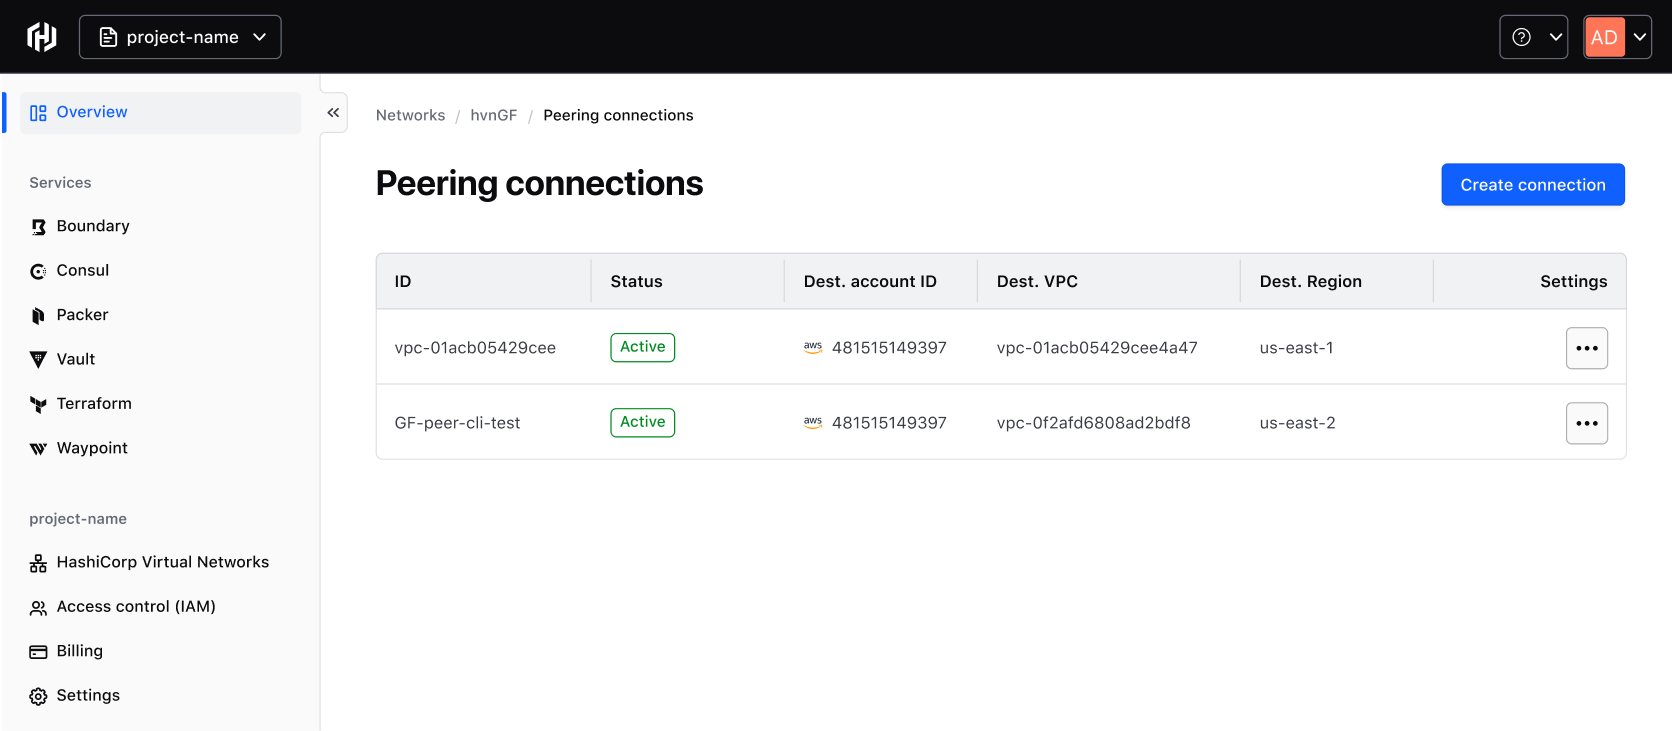 project-name
AD
Overview
Networks / hvnGF / Peering connections
Services
Peering connections
Create connection
Boundary
Consul
Packer
Vault
Terraform
Waypoint
ID Status Dest. account ID Dest. VPC Dest. Region Settings
vpc-01acb05429cee Active aws 481515149397 vpc-01acb05429cee4a47 us-east-1
GF-peer-cli-test Active aws 481515149397 vpc-0f2afd6808ad2bdf8 us-east-2
project-name
HashiCorp Virtual Networks
Access control (IAM)
Billing
Settings